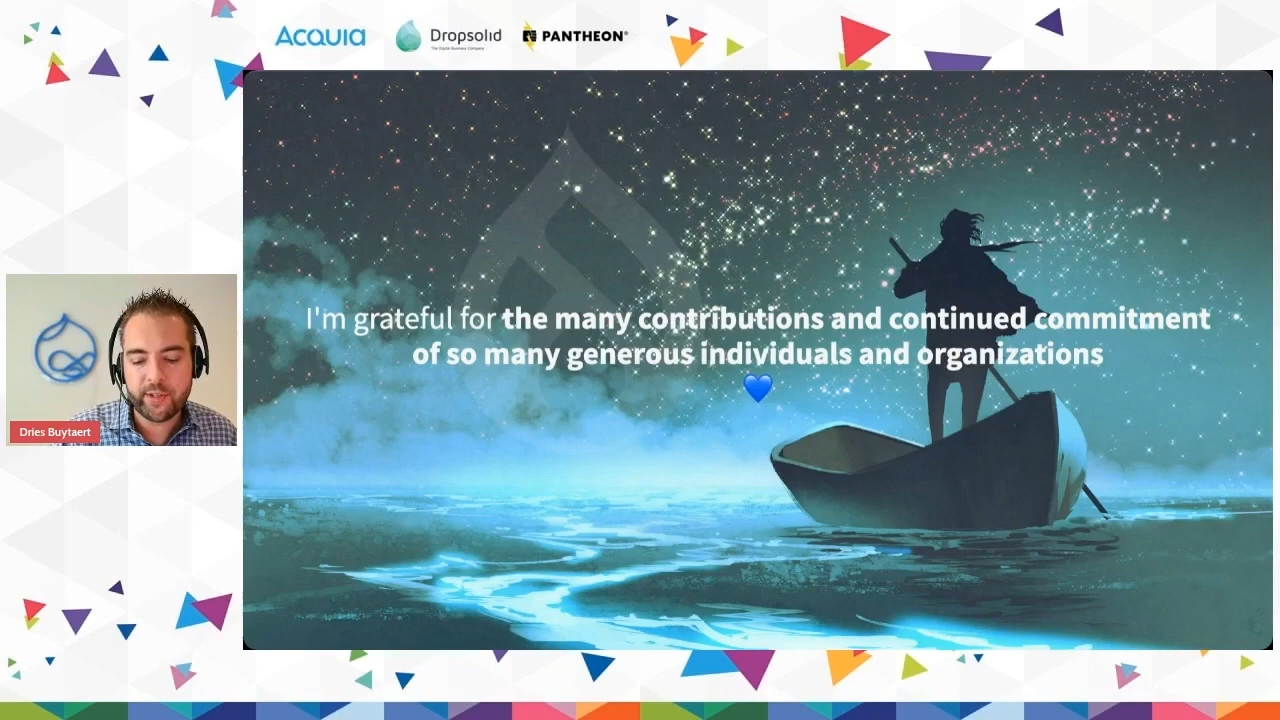 Acquia
Dropsolid
The Digital Business Company
PANTHEON®
I'm grateful for the many contributions and continued commitment
of so many generous individuals and organizations
Dries Buytaert